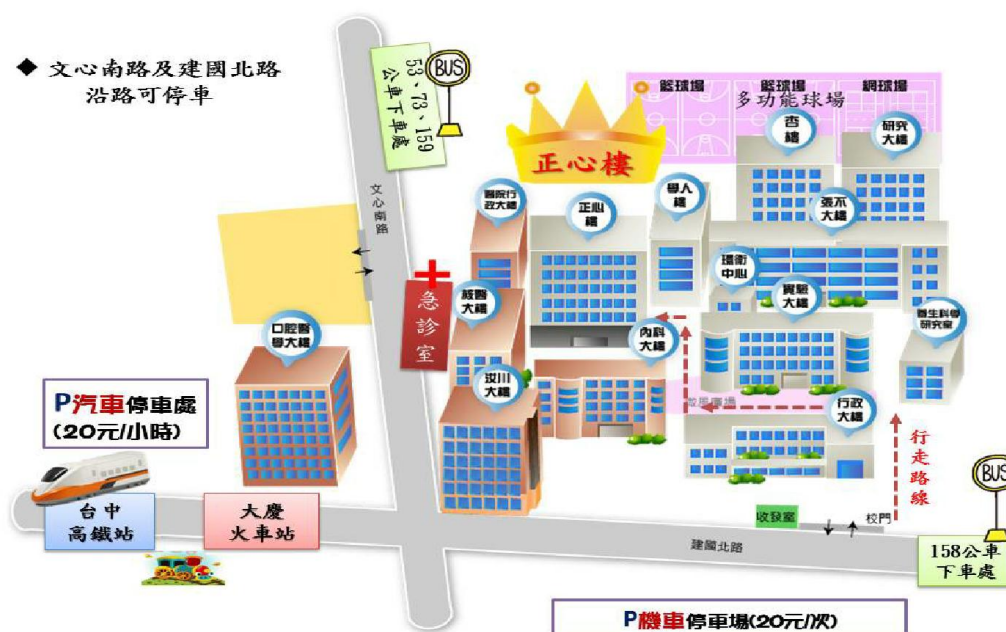 ◆ 文心南路及建國北路
沿路可停車
BUS
53、73、159
公車下車處
文心南路
籃球場
籃球場
網球場
多功能球場
正心樓
杏樓
研究大樓
醫院行政大樓
正心樓
學人樓
張不大樓
環衛中心
實驗大樓
養生科學研究室
急診室
核醫大樓
內科大樓
口腔醫學大樓
汝川大樓
行政大樓
P汽車停車處
(20元/小時)
行走路線
BUS
台中
高鐵站
大慶
火車站
收發室
校門
建國北路
158公車
下車處
P機車停車場(20元/次)